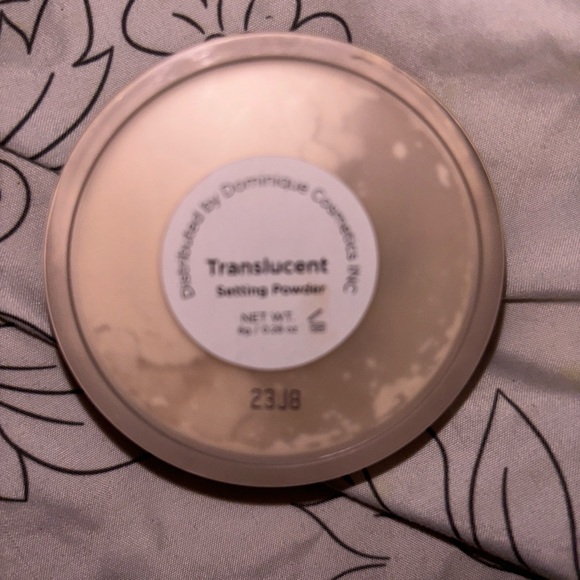 Distributed by Dominique Cosmetics INC
Translucent
Setting Powder
NET WT.
23J8